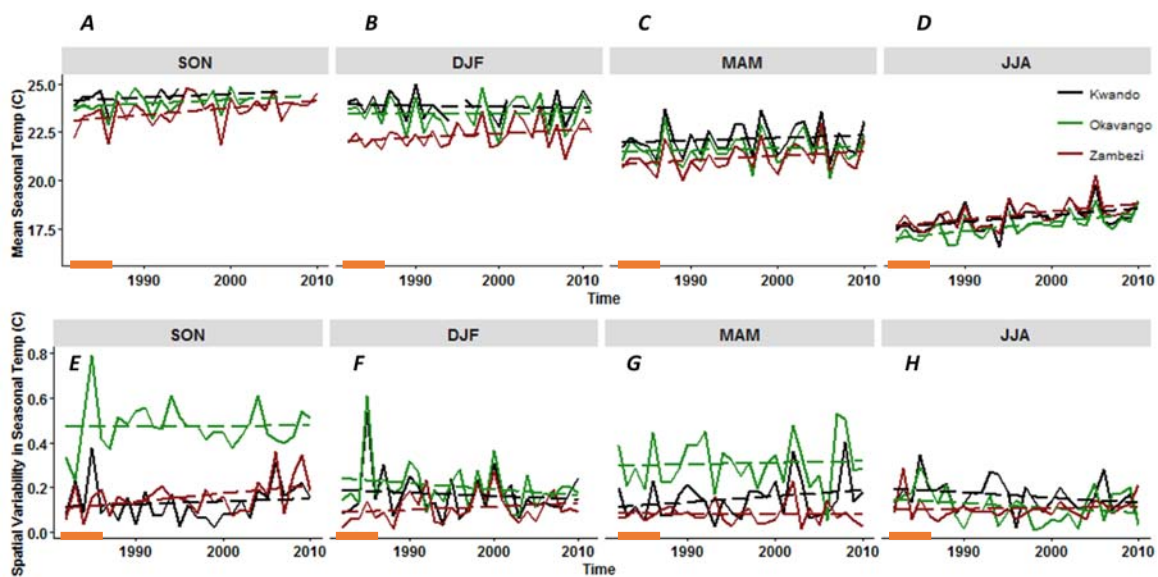 A B C D
SON DJF MAM JJA
Mean Seasonal Temp (C)
25.0
22.5
20.0
17.5
Kwando
Okavango
Zambezi
1990 2000 2010 1990 2000 2010 1990 2000 2010 1990 2000 2010
Time
SON DJF MAM JJA
E F G H
Spatial Variability in Seasonal Temp (C)
0.8
0.6
0.4
0.2
0.0
1990 2000 2010 1990 2000 2010 1990 2000 2010 1990 2000 2010
Time